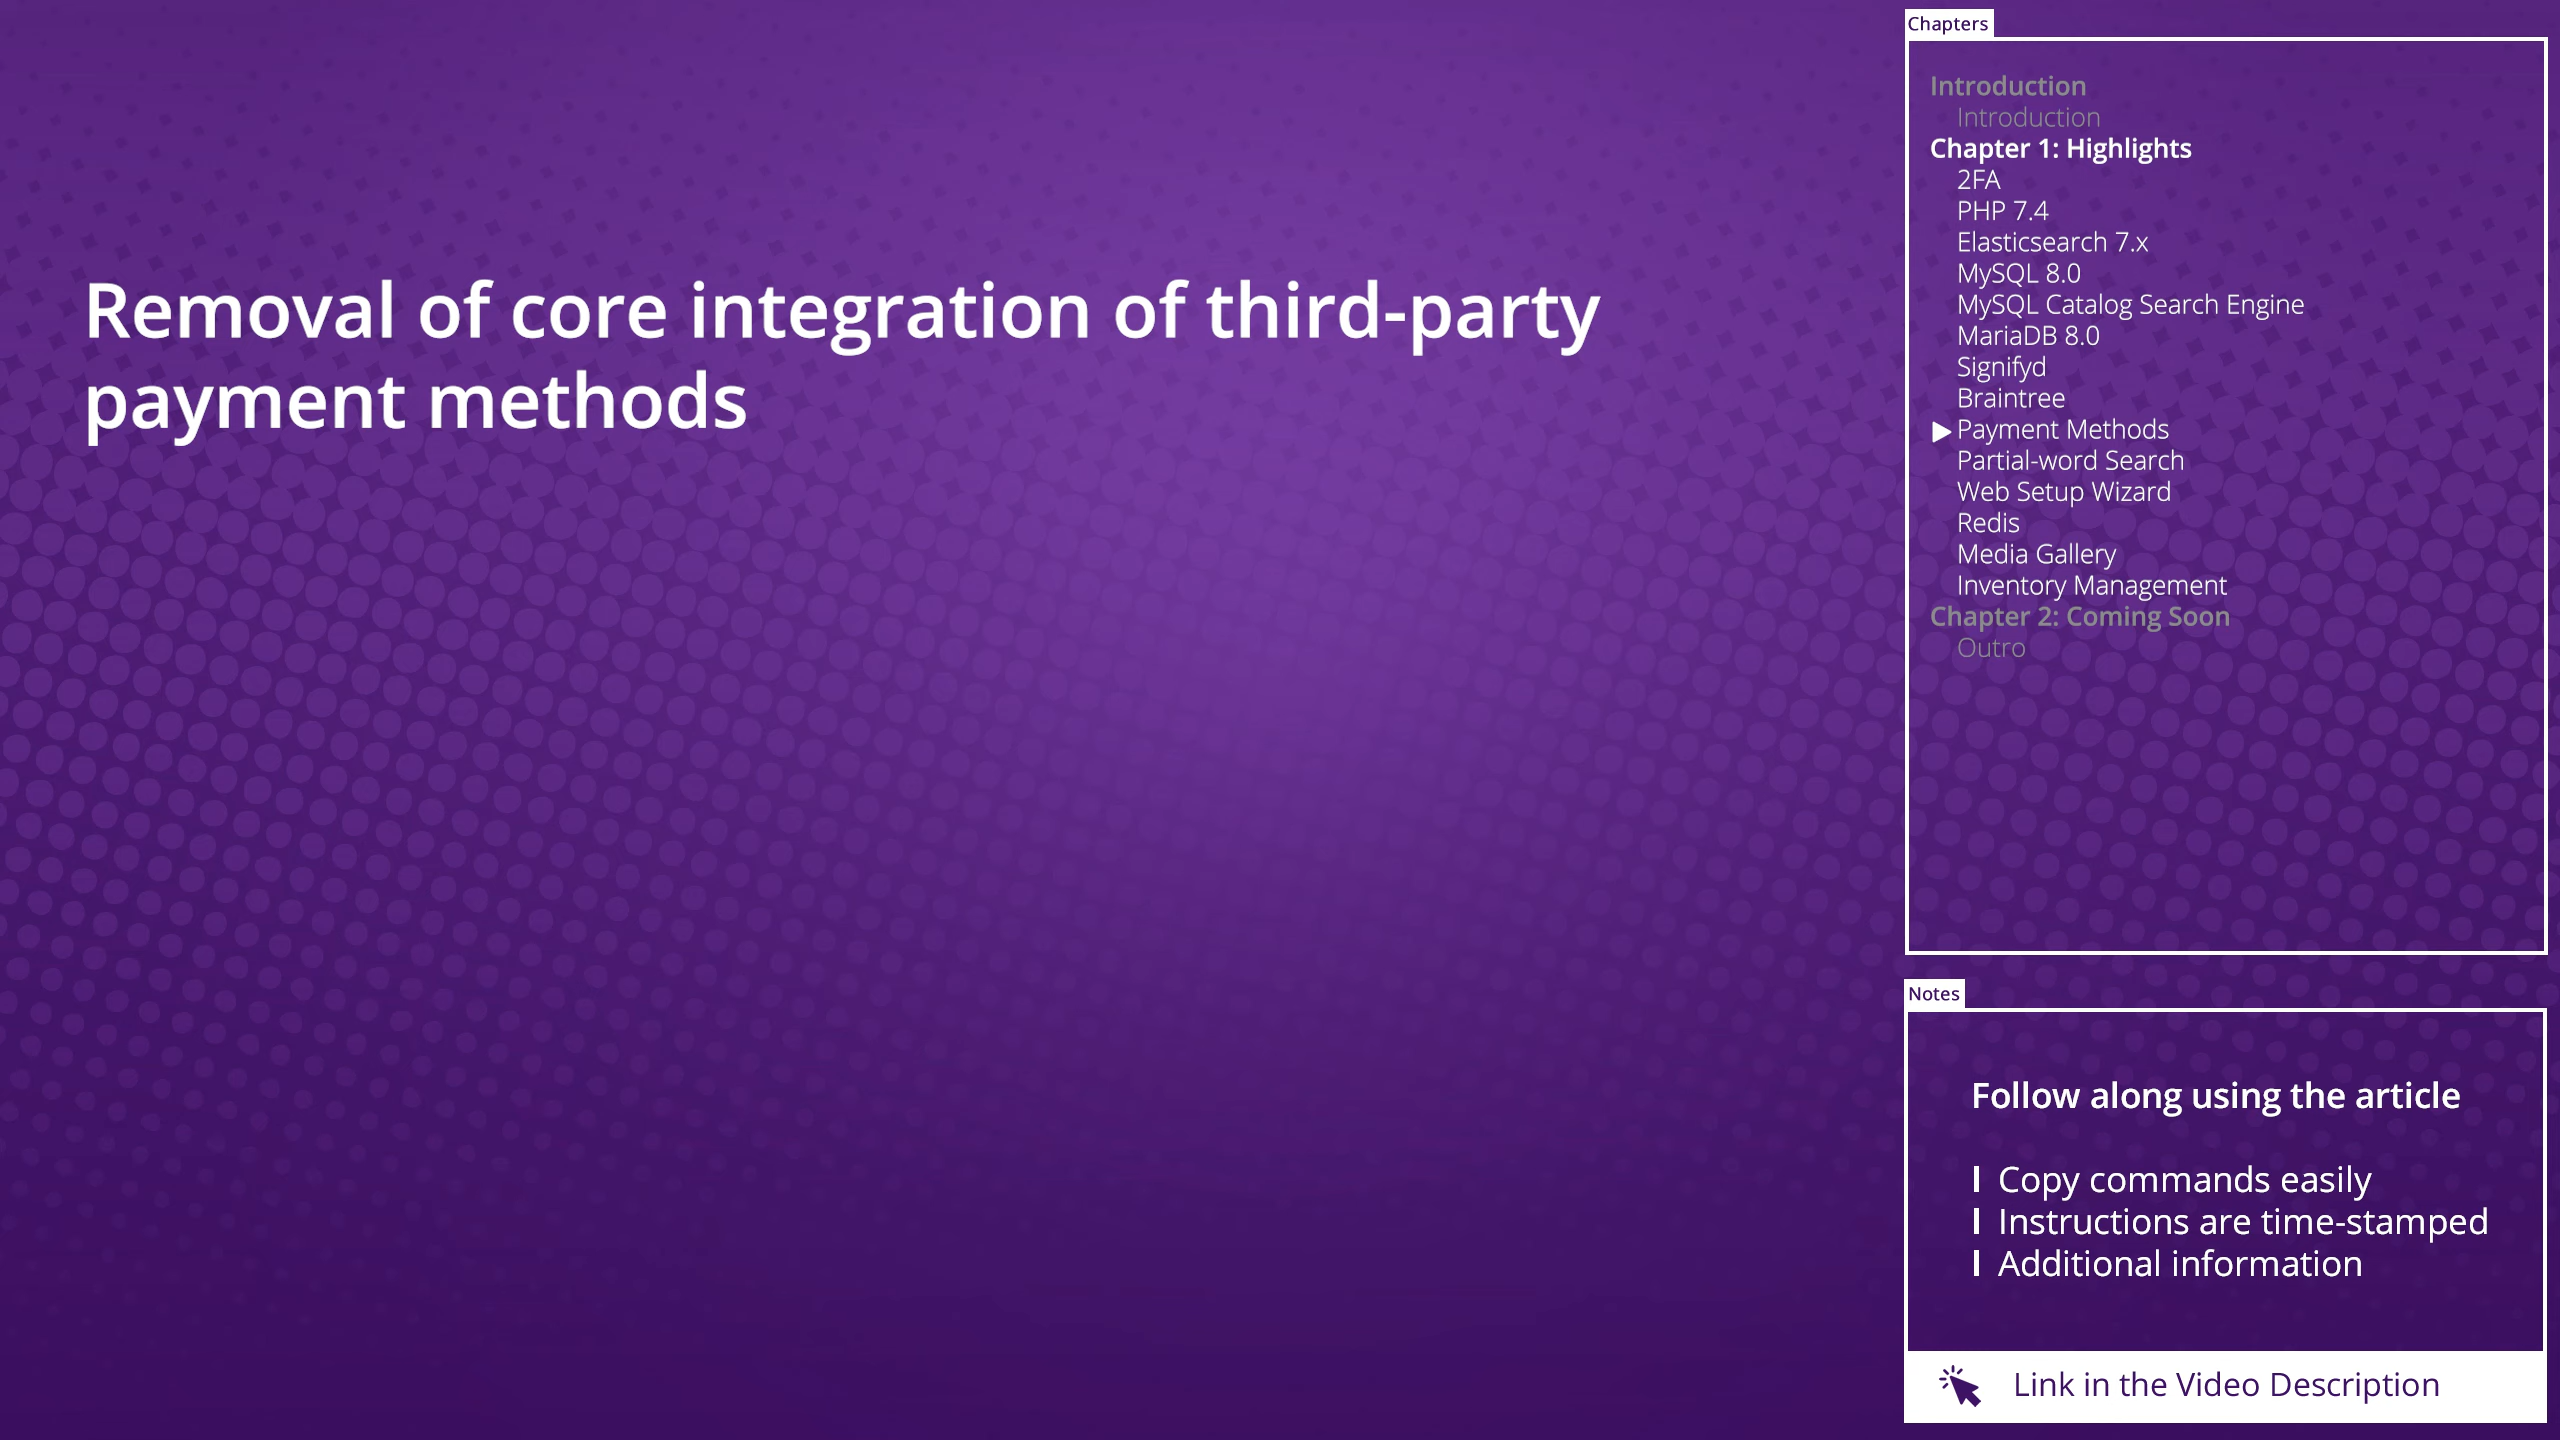 Removal of core integration of third-party
payment methods
Chapters
Introduction
Introduction
Chapter 1: Highlights
2FA
PHP 7.4
Elasticsearch 7.x
MySQL 8.0
MySQL Catalog Search Engine
MariaDB 8.0
Signifyd
Braintree
Payment Methods
Partial-word Search
Web Setup Wizard
Redis
Media Gallery
Inventory Management
Chapter 2: Coming Soon
Outro
Notes
Follow along using the article
Copy commands easily
Instructions are time-stamped
Additional information
Link in the Video Description